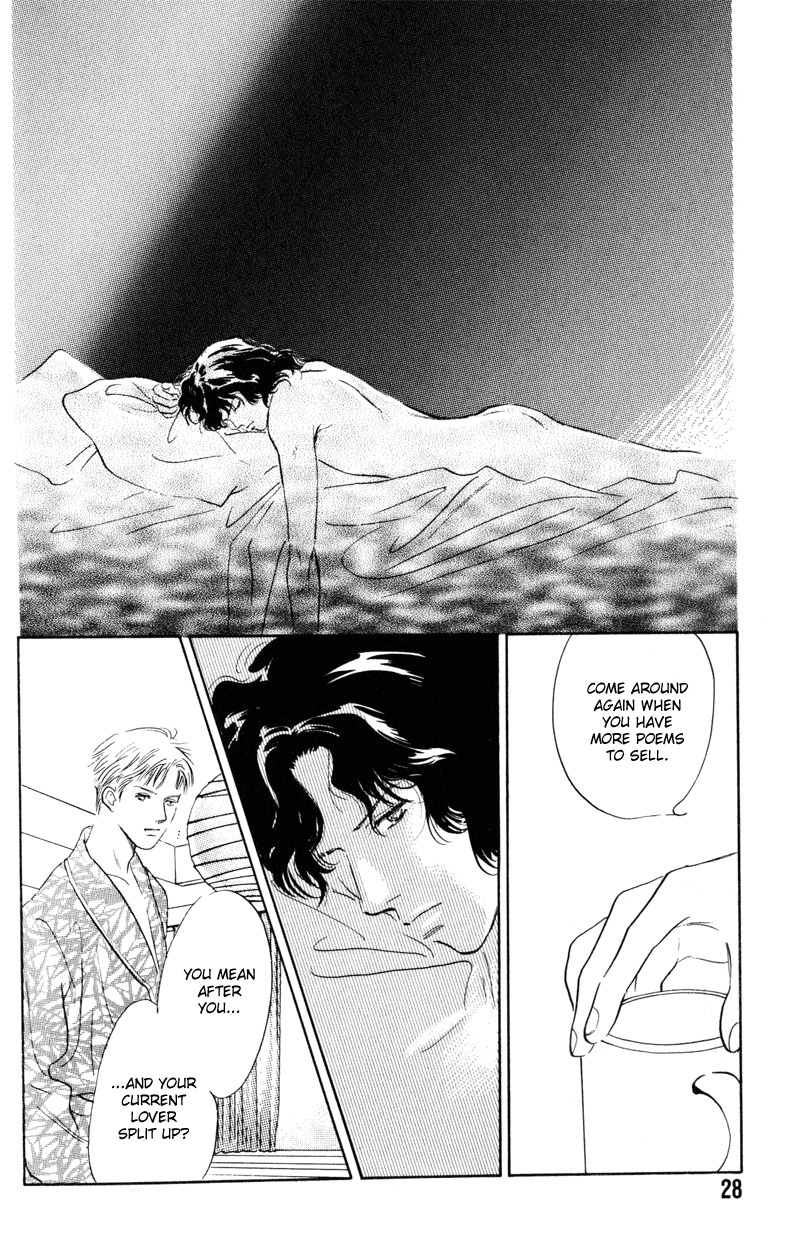 COME AROUND
AGAIN WHEN
YOU HAVE
MORE POEMS
TO SELL.
YOU MEAN
AFTER
YOU...
...AND YOUR
CURRENT
LOVER
SPLIT UP?
28